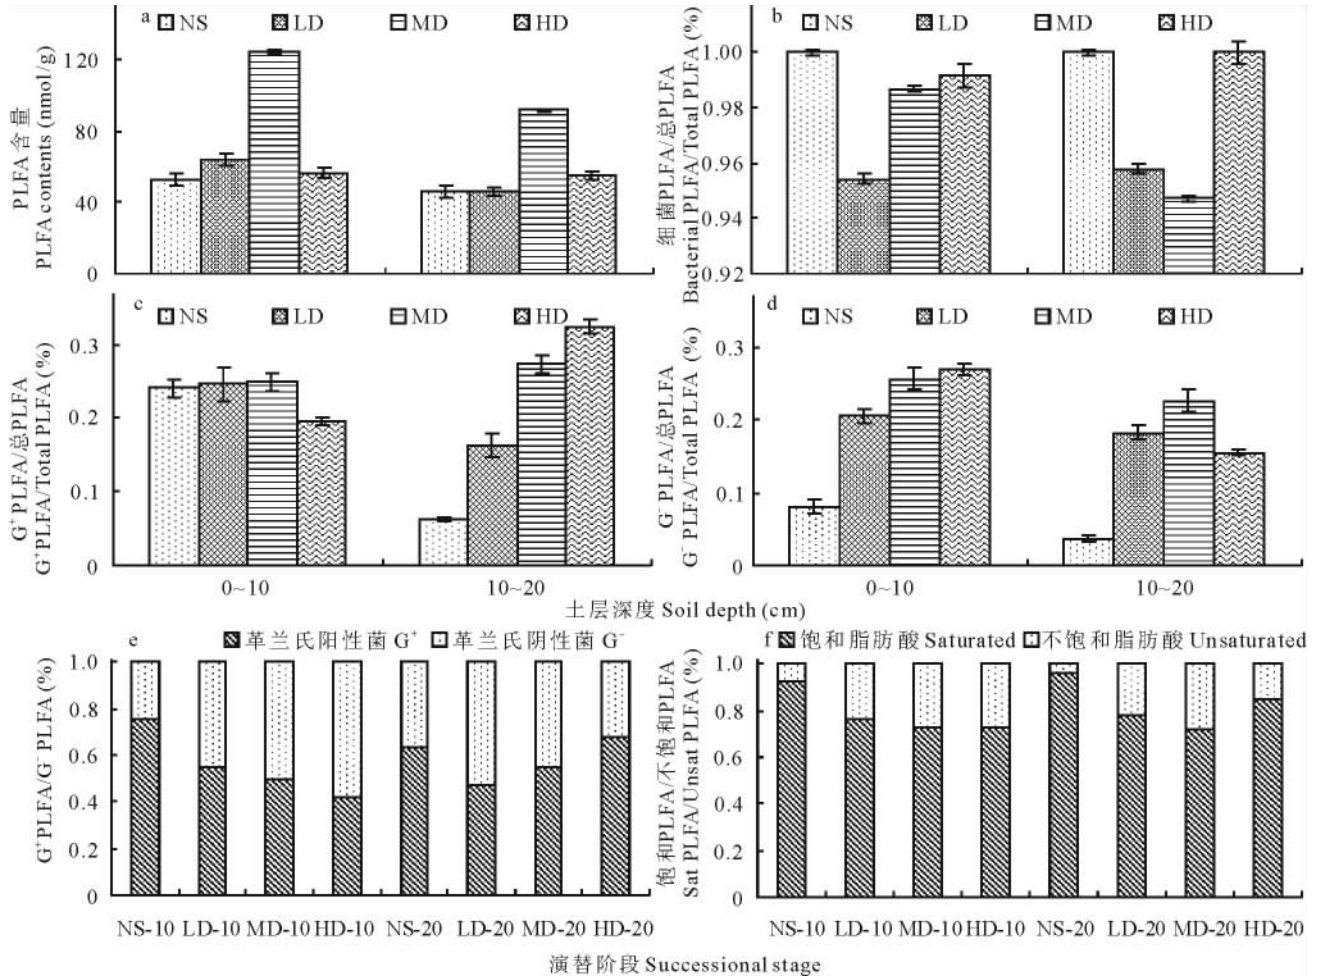 a NS LD MD HD
PLFA 含量
PLFA contents (nmol/g)
120
80
40
0
b NS LD MD HD
细菌PLFA/总PLFA
Bacterial PLFA/Total PLFA (%)
1.00
0.98
0.96
0.94
0.92
c NS LD MD HD
G⁺PLFA/总PLFA
G⁺PLFA/Total PLFA (%)
0.3
0.2
0.1
0
0~10 10~20
d NS LD MD HD
G⁻PLFA/总PLFA
G⁻ PLFA/Total PLFA (%)
0.3
0.2
0.1
0
0~10 10~20
土层深度 Soil depth (cm)
e 革兰氏阳性菌 G⁺ 革兰氏阴性菌 G⁻
G⁺PLFA/G⁻ PLFA (%)
1.0
0.8
0.6
0.4
0.2
0
NS-10 LD-10 MD-10 HD-10 NS-20 LD-20 MD-20 HD-20
f 饱和脂肪酸 Saturated 不饱和脂肪酸 Unsaturated
饱和PLFA/不饱和PLFA
Sat PLFA/Unsat PLFA (%)
1.0
0.8
0.6
0.4
0.2
0
NS-10 LD-10 MD-10 HD-10 NS-20 LD-20 MD-20 HD-20
演替阶段 Successional stage